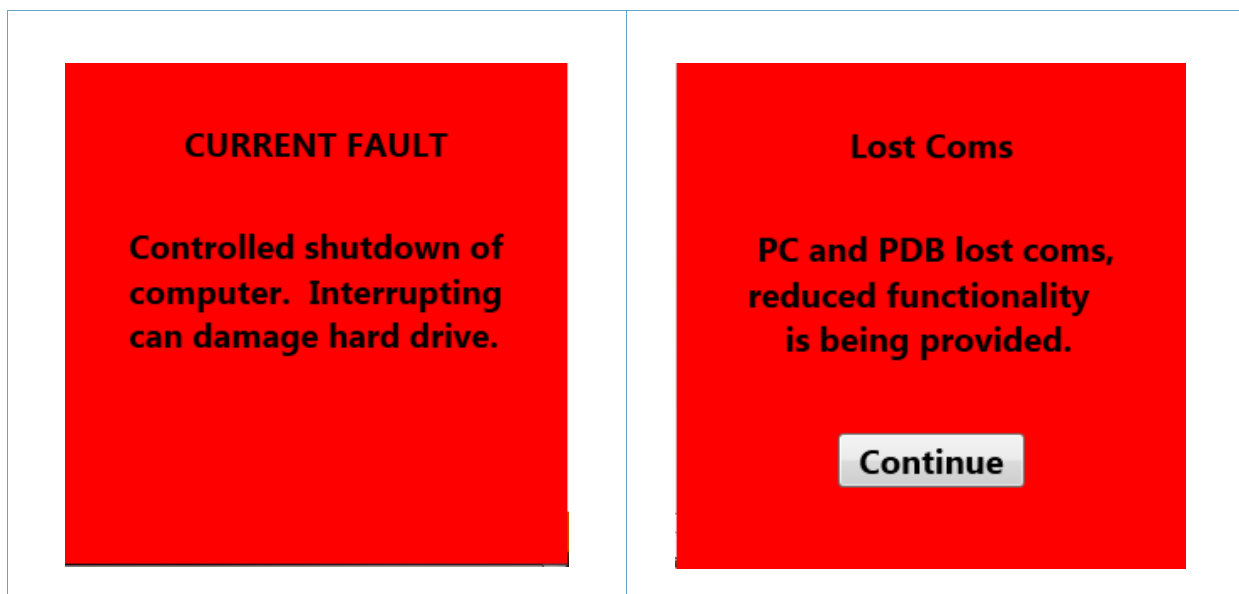 CURRENT FAULT
Controlled shutdown of
computer.  Interrupting
can damage hard drive.
Lost Coms
PC and PDB lost coms,
reduced functionality
is being provided.
Continue